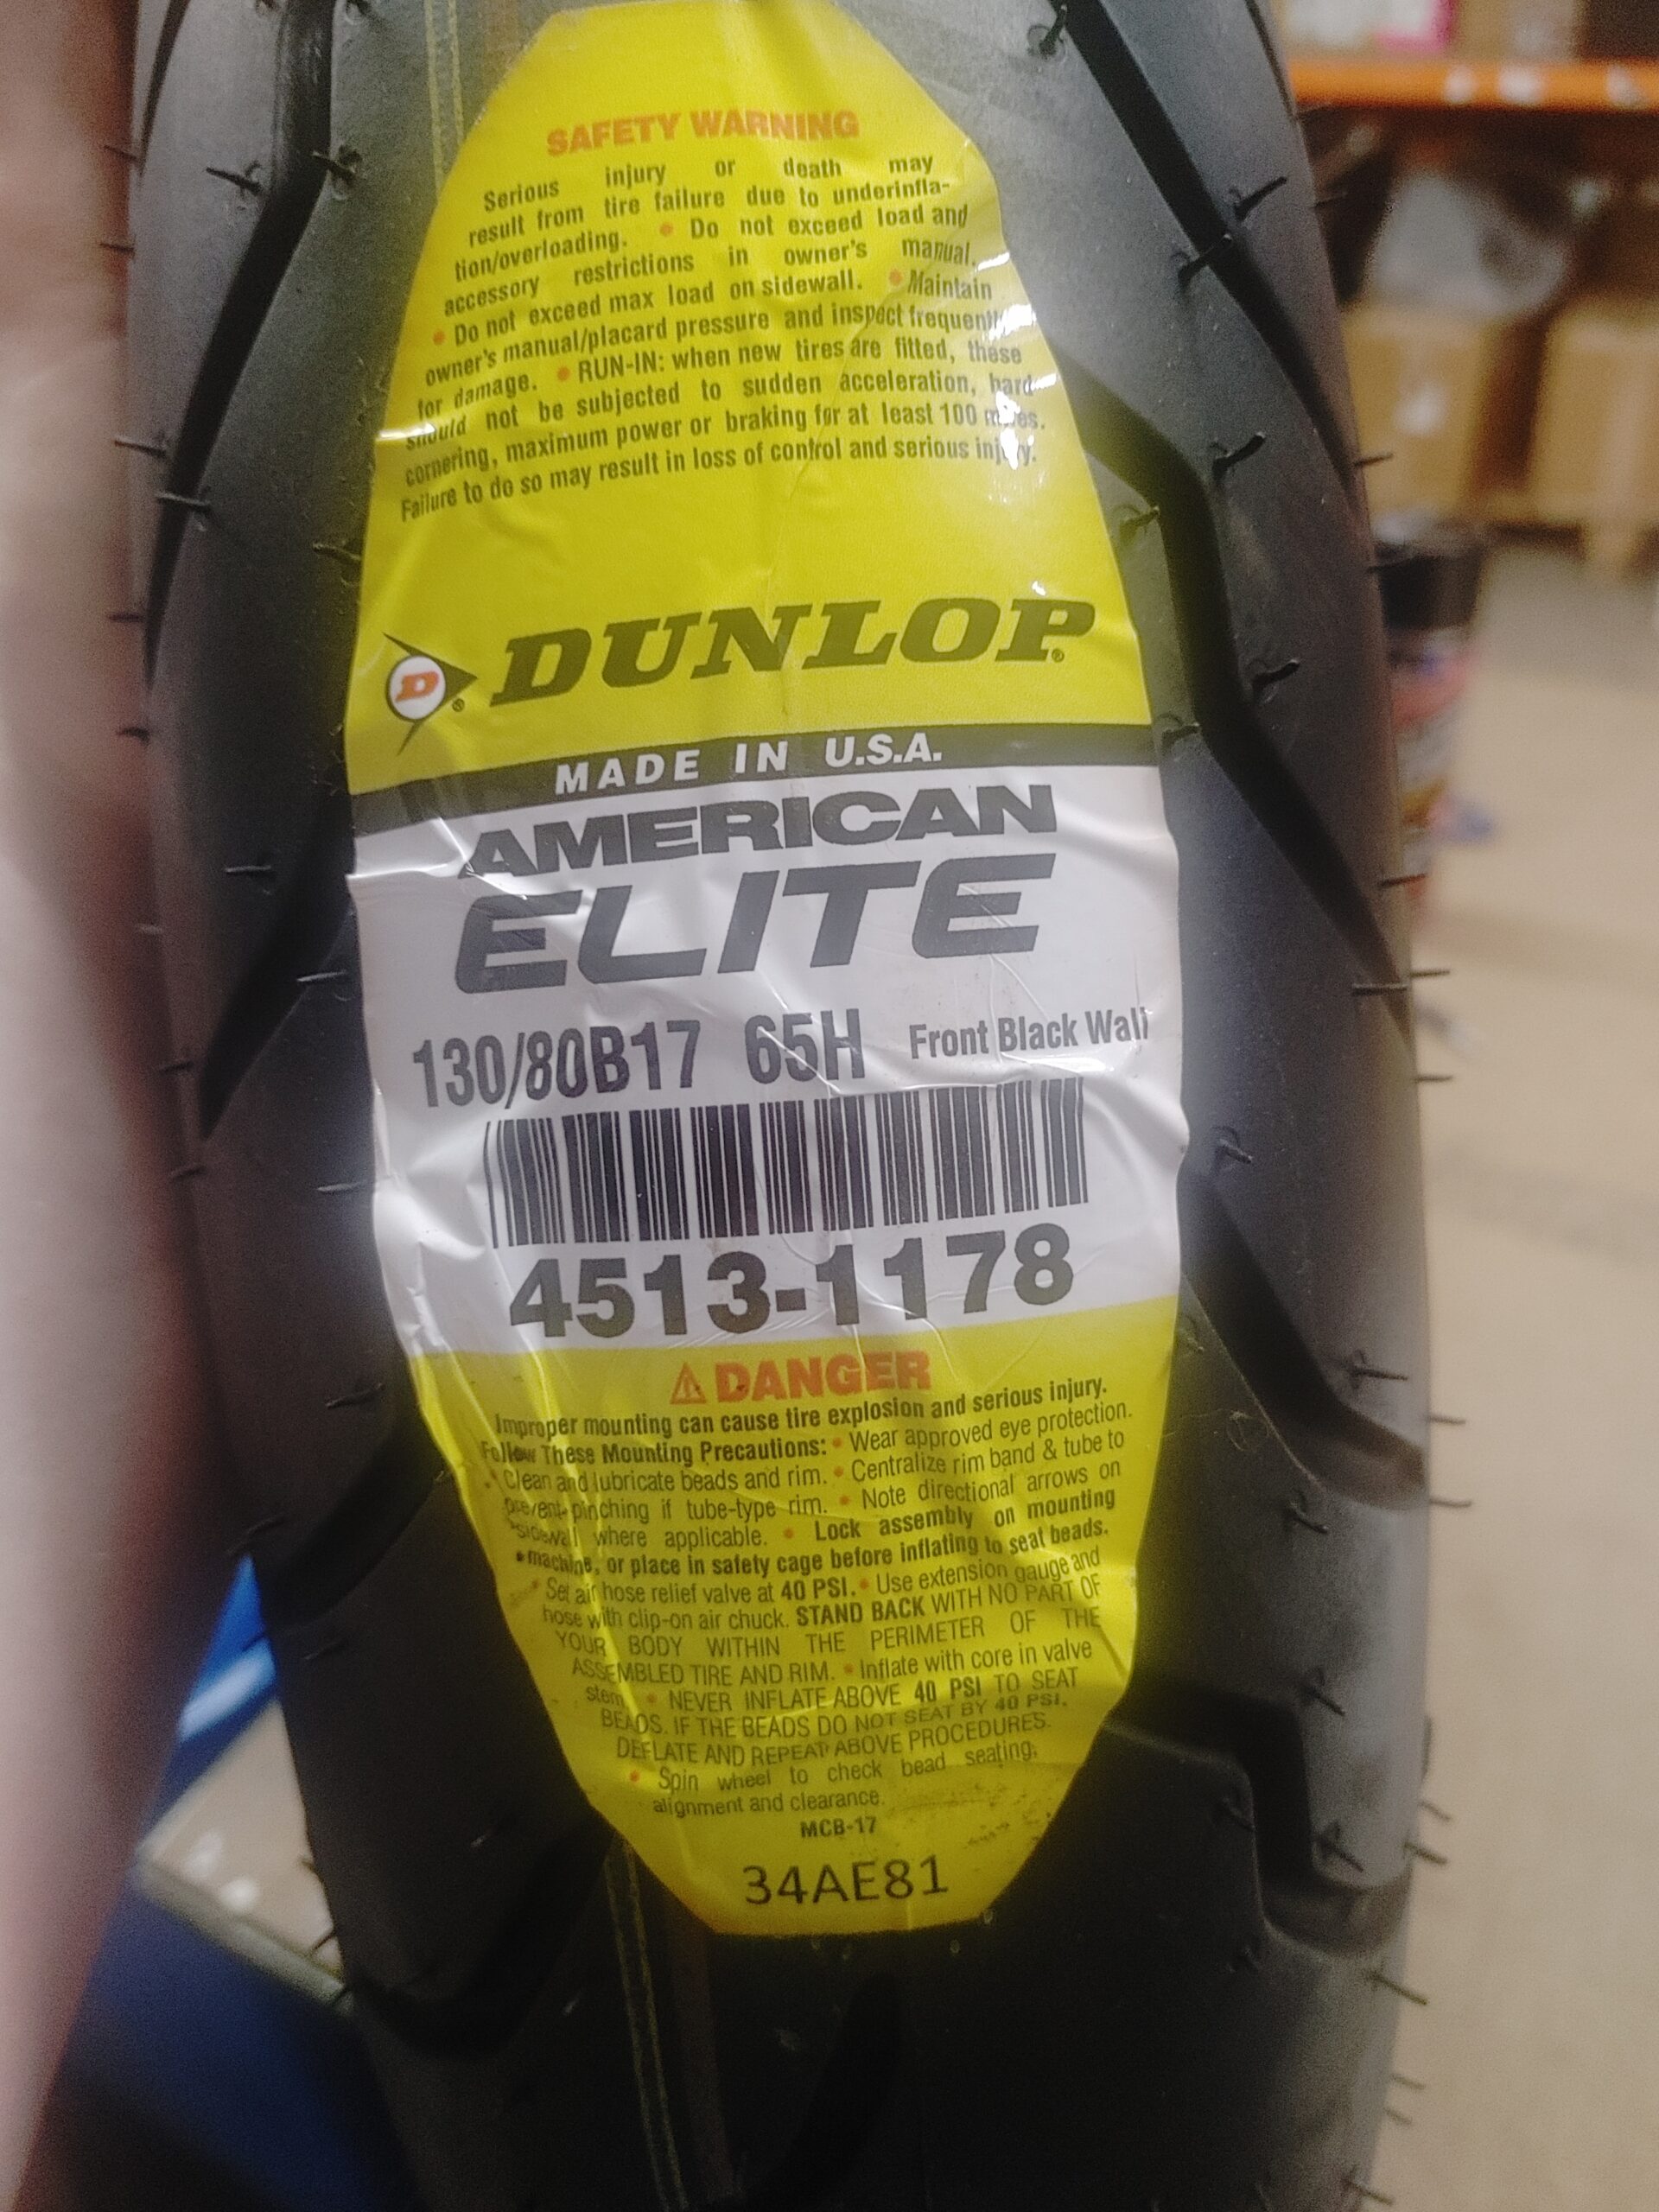 SAFETY WARNING
Serious injury or death may
result from tire failure due to underinfla-
tion/overloading. • Do not exceed load and
accessory restrictions in owner's manual.
• Do not exceed max load on sidewall. • Maintain
owner's manual/placard pressure and inspect frequently
for damage. • RUN-IN: when new tires are fitted, these
should not be subjected to sudden acceleration, hard
cornering, maximum power or braking for at least 100 miles.
Failure to do so may result in loss of control and serious injury.
D® DUNLOP®
MADE IN U.S.A.
AMERICAN
ELITE
130/80B17 65H Front Black Wall
4513-1178
⚠DANGER
Improper mounting can cause tire explosion and serious injury.
Follow These Mounting Precautions: • Wear approved eye protection.
• Clean and lubricate beads and rim. • Centralize rim band & tube to
prevent pinching if tube-type rim. • Note directional arrows on
sidewall where applicable. • Lock assembly on mounting
machine, or place in safety cage before inflating to seat beads.
• Set air hose relief valve at 40 PSI. • Use extension gauge and
hose with clip-on air chuck. STAND BACK WITH NO PART OF
YOUR BODY WITHIN THE PERIMETER OF THE
ASSEMBLED TIRE AND RIM. • Inflate with core in valve
stem. • NEVER INFLATE ABOVE 40 PSI TO SEAT
BEADS. IF THE BEADS DO NOT SEAT BY 40 PSI,
DEFLATE AND REPEAT ABOVE PROCEDURES.
• Spin wheel to check bead seating,
alignment and clearance.
MCB-17
34AE81